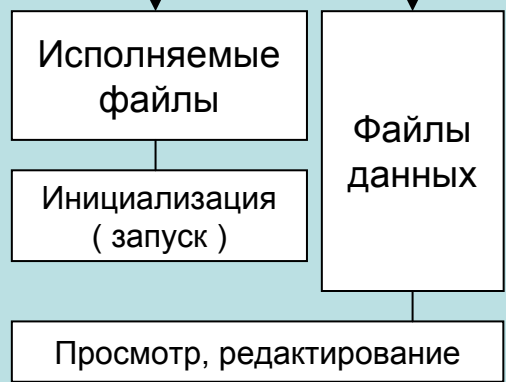 Исполняемые
файлы
Инициализация
( запуск )
Файлы
данных
Просмотр, редактирование